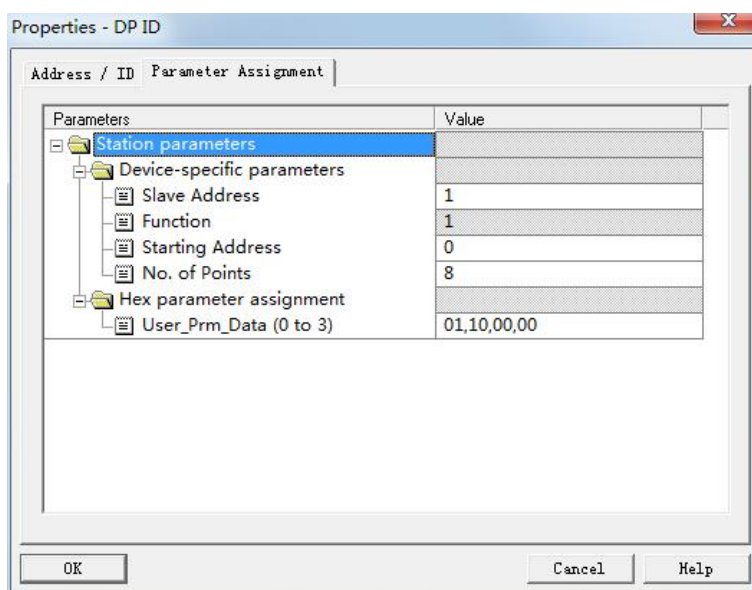 Properties - DP ID
Address / ID Parameter Assignment
Parameters Value
Station parameters
Device-specific parameters
Slave Address 1
Function 1
Starting Address 0
No. of Points 8
Hex parameter assignment
User_Prm_Data (0 to 3) 01,10,00,00
OK Cancel Help